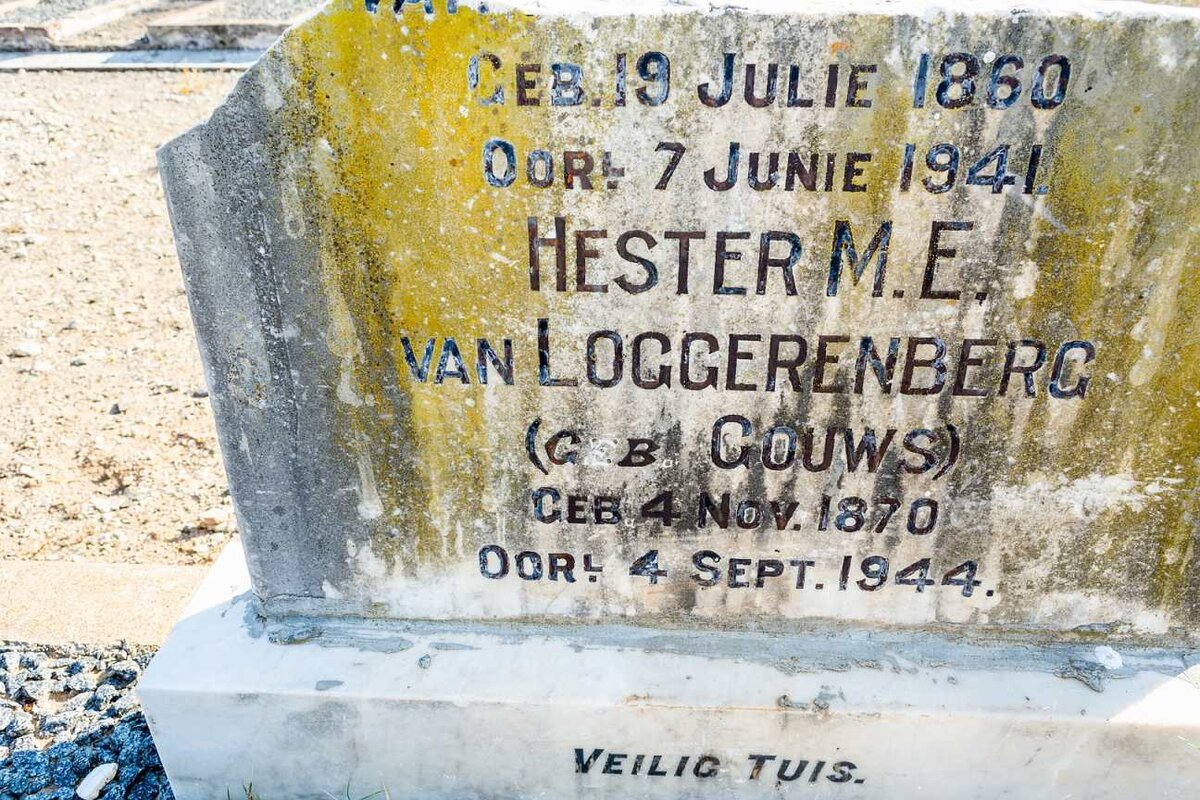 GEB. 19 JULIE 1860
OORL 7 JUNIE 1941.
HESTER M. E.
VAN LOGGERENBERG
(GEB. GOUWS)
GEB 4 NOV. 1870
OORL 4 SEPT. 1944.
VEILIG TUIS.